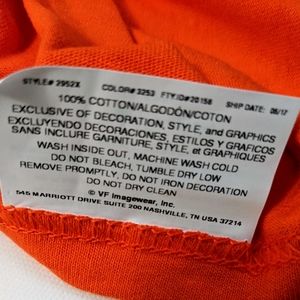 STYLE# 2952X COLOR# 3253 FTY.ID# 20156 SHIP DATE: 06/17
100% COTTON/ALGODÓN/COTON
EXCLUSIVE OF DECORATION, STYLE, and GRAPHICS
EXCLUYENDO DECORACIONES, ESTILOS Y GRAFICOS
SANS INCLURE GARNITURE, STYLE, et GRAPHIQUES
WASH INSIDE OUT, MACHINE WASH COLD
DO NOT BLEACH, TUMBLE DRY LOW
REMOVE PROMPTLY, DO NOT IRON DECORATION
DO NOT DRY CLEAN
© VF Imagewear, Inc.
545 MARRIOTT DRIVE SUITE 200 NASHVILLE, TN USA 37214